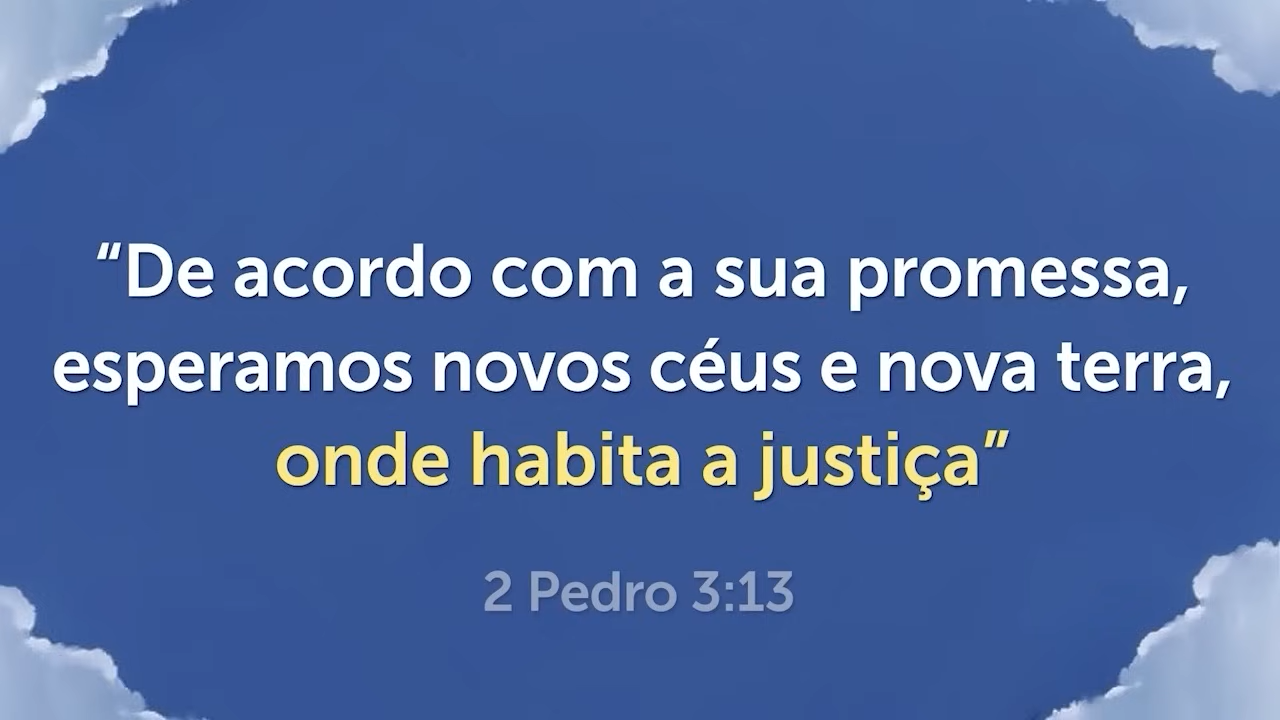 “De acordo com a sua promessa,
esperamos novos céus e nova terra,
onde habita a justiça”
2 Pedro 3:13